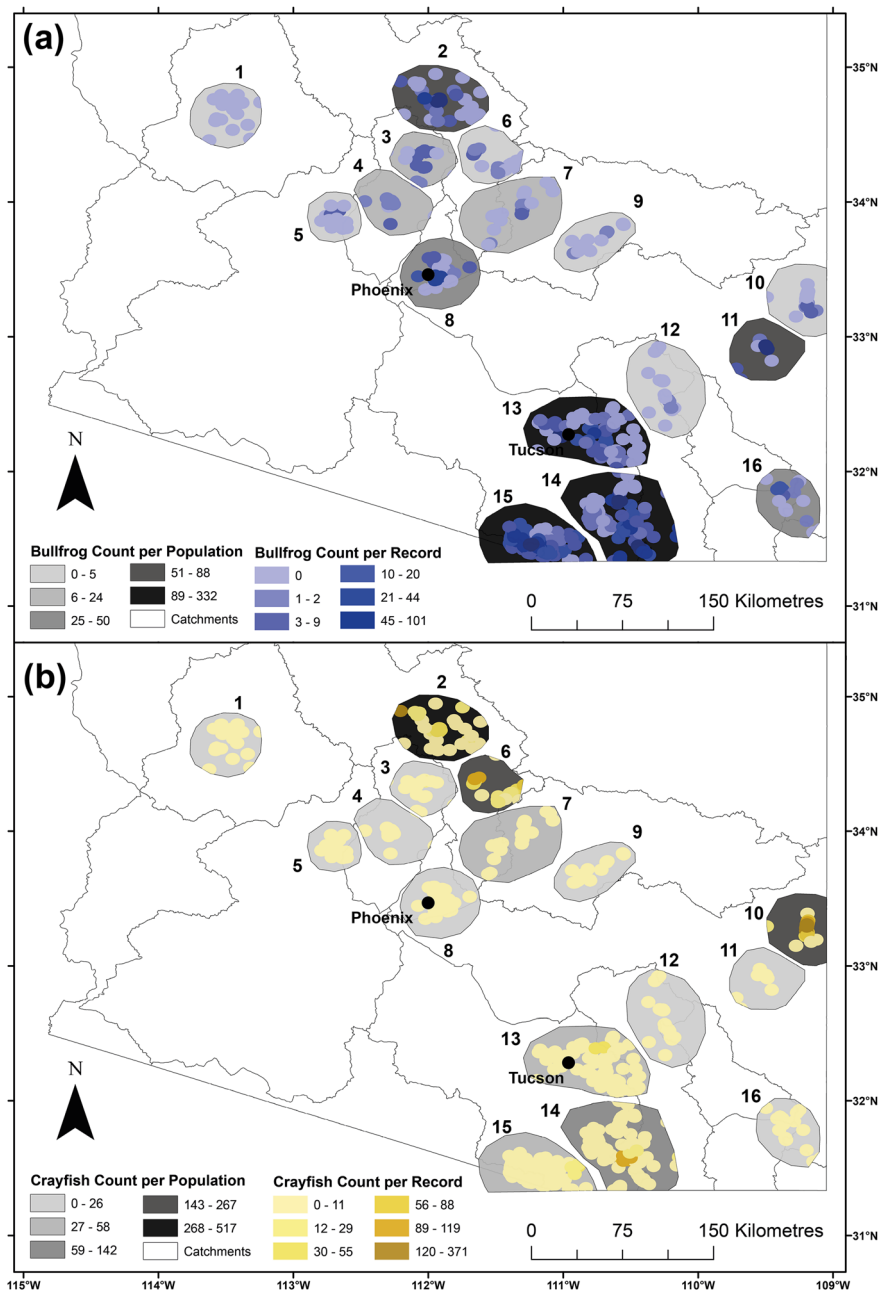 (a)
1
2
3
6
4
7
5
9
Phoenix
8
10
11
12
13
Tucson
14
15
16
35°N
34°N
33°N
32°N
31°N
N
Bullfrog Count per Population
0 - 5
6 - 24
25 - 50
51 - 88
89 - 332
Catchments
Bullfrog Count per Record
0
1 - 2
3 - 9
10 - 20
21 - 44
45 - 101
0 75 150 Kilometres
(b)
1
2
3
6
4
7
5
9
Phoenix
8
10
11
12
13
Tucson
14
15
16
35°N
34°N
33°N
32°N
31°N
N
Crayfish Count per Population
0 - 26
27 - 58
59 - 142
143 - 267
268 - 517
Catchments
Crayfish Count per Record
0 - 11
12 - 29
30 - 55
56 - 88
89 - 119
120 - 371
0 75 150 Kilometres
115°W 114°W 113°W 112°W 111°W 110°W 109°W